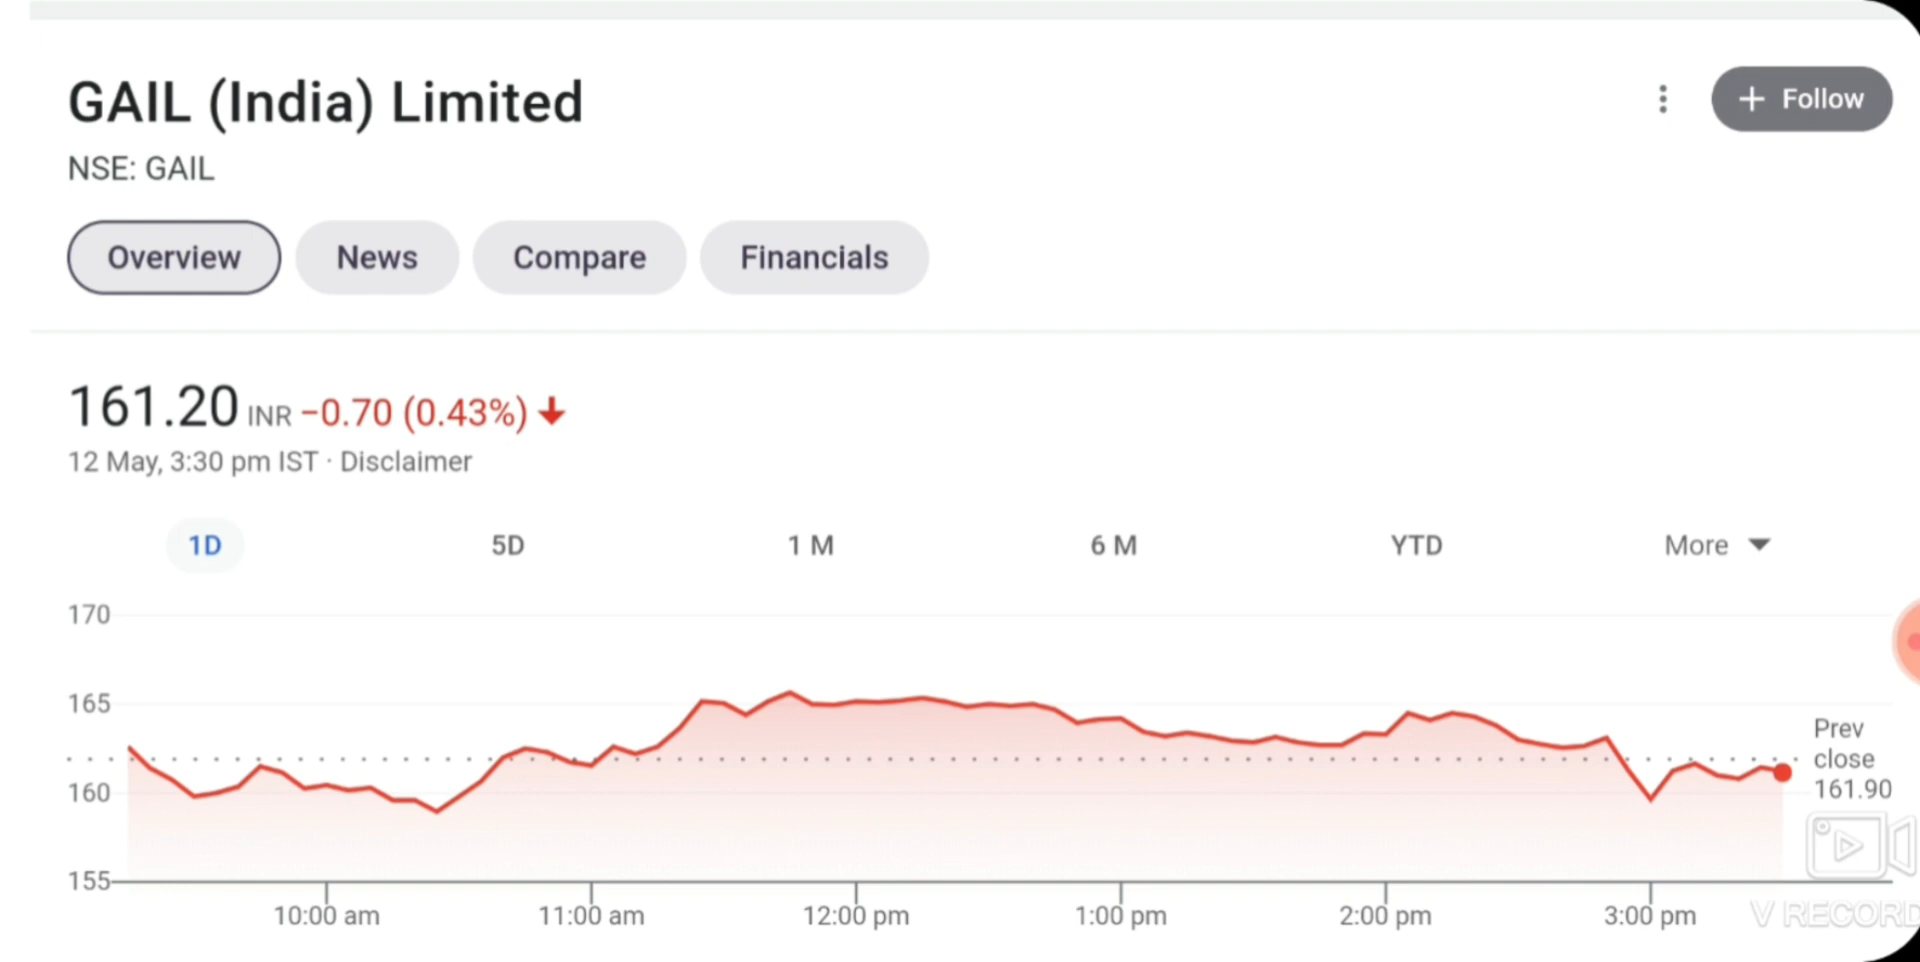 GAIL (India) Limited
+ Follow
NSE: GAIL
Overview News Compare Financials
161.20 INR −0.70 (0.43%)
12 May, 3:30 pm IST · Disclaimer
1D 5D 1 M 6 M YTD More
170
165
Prev
close
161.90
160
155
10:00 am 11:00 am 12:00 pm 1:00 pm 2:00 pm 3:00 pm
V RECORD